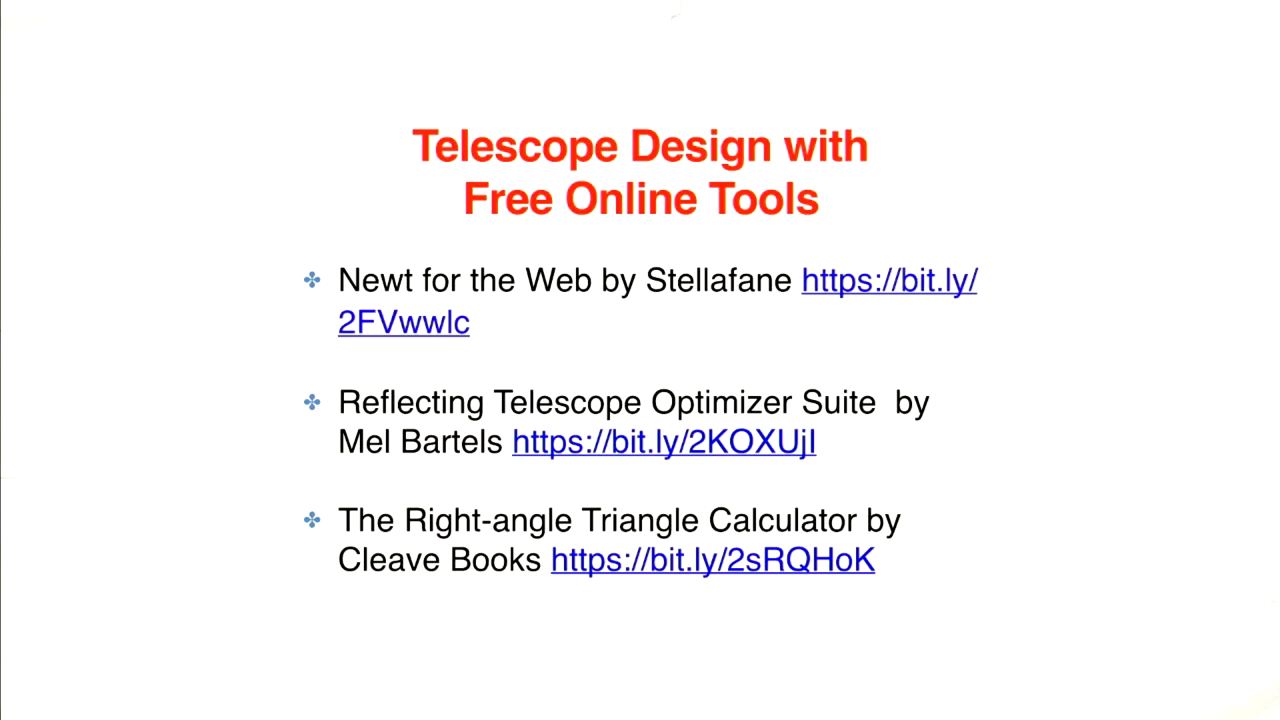 Telescope Design with
Free Online Tools
Newt for the Web by Stellafane https://bit.ly/
2FVwwlc
Reflecting Telescope Optimizer Suite  by
Mel Bartels https://bit.ly/2KOXUjI
The Right-angle Triangle Calculator by
Cleave Books https://bit.ly/2sRQHoK